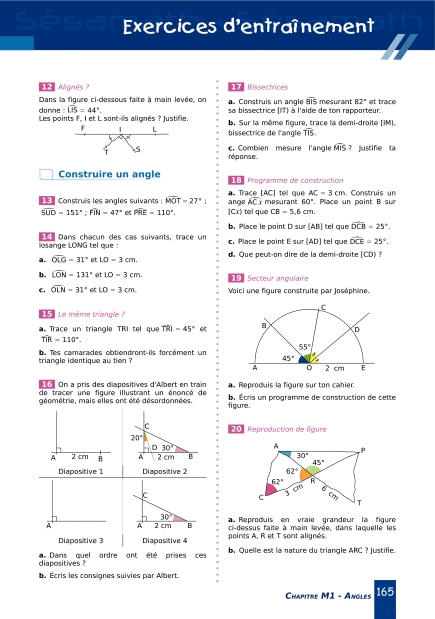 Exercices d'entraînement
12 Alignés ?
Dans la figure ci-dessous faite à main levée, on
donne : LIS = 44°.
Les points F, I et L sont-ils alignés ? Justifie.
F I L
T S
Construire un angle
13 Construis les angles suivants : MOT = 27° ;
SUD = 151° ; FIN = 47° et PRE = 110°.
14 Dans chacun des cas suivants, trace un
losange LONG tel que :
a. OLG = 31° et LO = 3 cm.
b. LON = 131° et LO = 3 cm.
c. OLN = 31° et LO = 3 cm.
15 Le même triangle ?
a. Trace un triangle TRI tel que TRI = 45° et
TIR = 110°.
b. Tes camarades obtiendront-ils forcément un
triangle identique au tien ?
16 On a pris des diapositives d'Albert en train
de tracer une figure illustrant un énoncé de
géométrie, mais elles ont été désordonnées.
A 2 cm B
Diapositive 1
C
20°
D 30°
A 2 cm B
Diapositive 2
A
Diapositive 3
C
30°
A 2 cm B
Diapositive 4
a. Dans quel ordre ont été prises ces
diapositives ?
b. Écris les consignes suivies par Albert.
17 Bissectrices
a. Construis un angle BIS mesurant 82° et trace
sa bissectrice [IT) à l'aide de ton rapporteur.
b. Sur la même figure, trace la demi-droite [IM),
bissectrice de l'angle TIS.
c. Combien mesure l'angle MIS ? Justifie ta
réponse.
18 Programme de construction
a. Trace [AC] tel que AC = 3 cm. Construis un
ange ACx mesurant 60°. Place un point B sur
[Cx) tel que CB = 5,6 cm.
b. Place le point D sur [AB] tel que DCB = 25°.
c. Place le point E sur [AD] tel que DCE = 25°.
d. Que peut-on dire de la demi-droite [CD) ?
19 Secteur angulaire
Voici une figure construite par Joséphine.
C
B D
55°
45°
A O 2 cm E
a. Reproduis la figure sur ton cahier.
b. Écris un programme de construction de cette
figure.
20 Reproduction de figure
A P
30°
45°
62°
62° R
C 3 cm 6 cm T
a. Reproduis en vraie grandeur la figure
ci-dessus faite à main levée, dans laquelle les
points A, R et T sont alignés.
b. Quelle est la nature du triangle ARC ? Justifie.
CHAPITRE M1 - ANGLES 165